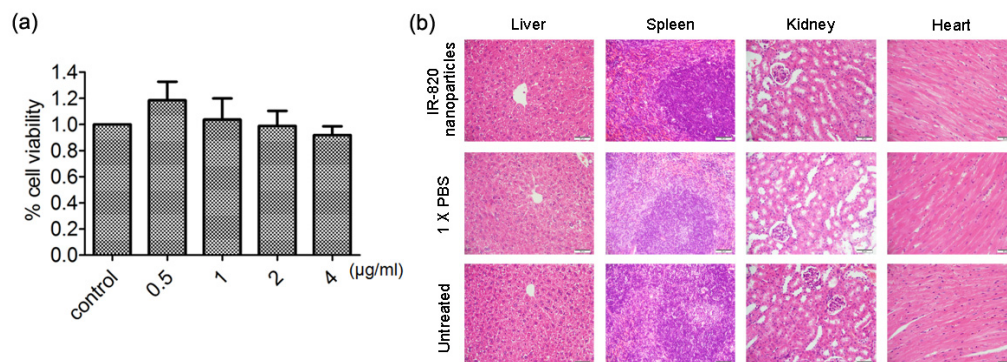 (a)
% cell viability
1.4
1.2
1.0
0.8
0.6
0.4
0.2
0.0
control
0.5
1
2
4
(µg/ml)
(b)
Liver
Spleen
Kidney
Heart
IR-820
nanoparticles
1 X PBS
Untreated